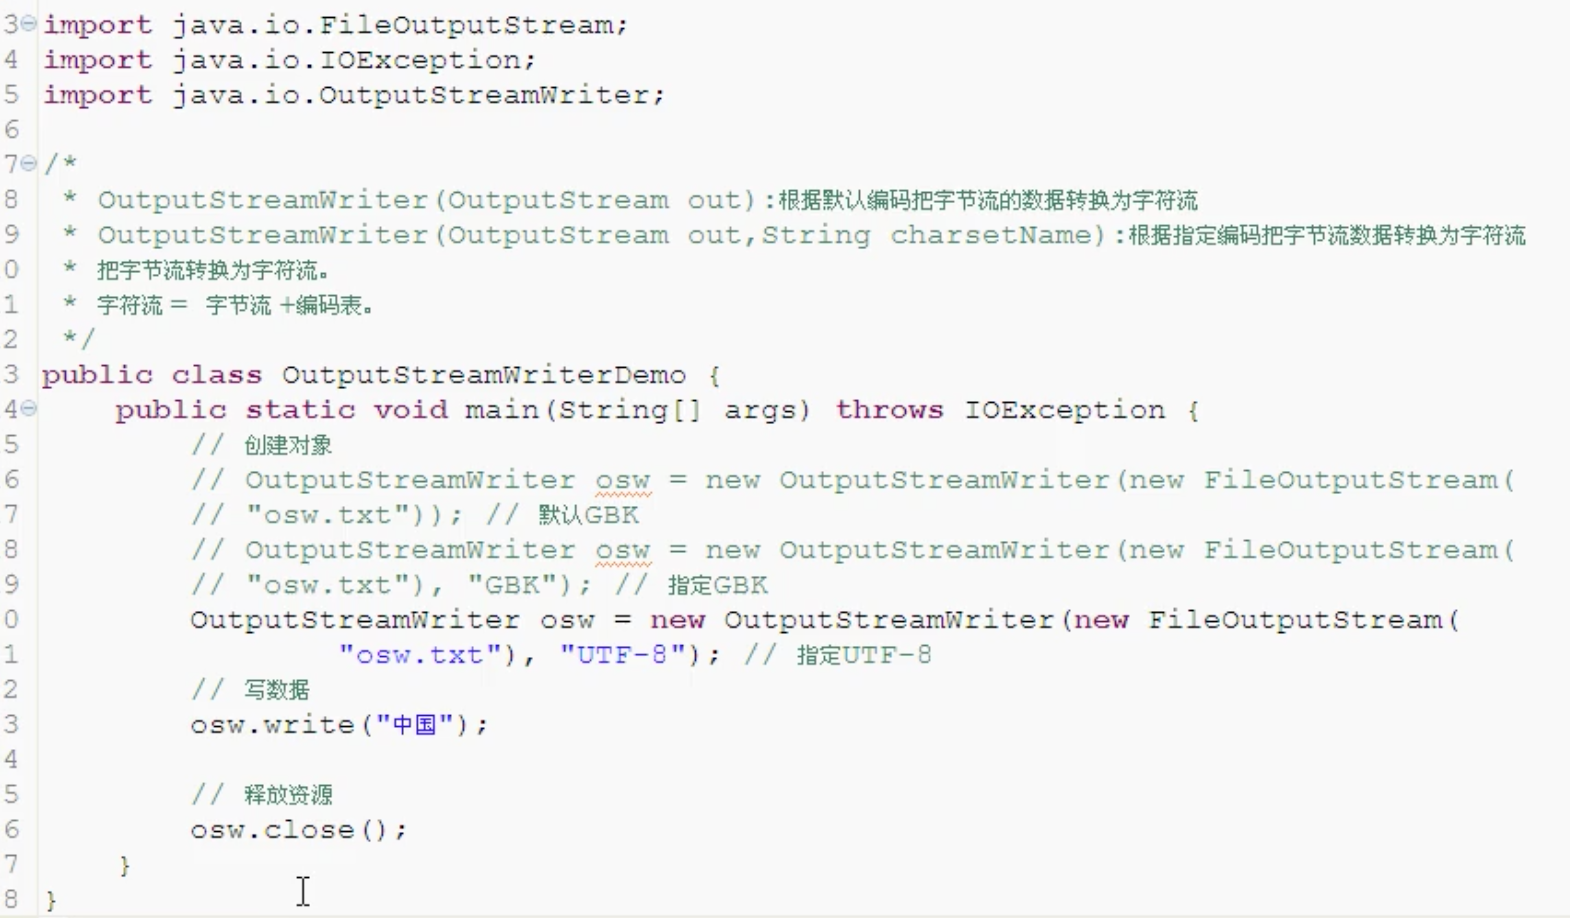 3 import java.io.FileOutputStream;
4 import java.io.IOException;
5 import java.io.OutputStreamWriter;
6
7 /*
8  * OutputStreamWriter(OutputStream out):根据默认编码把字节流的数据转换为字符流
9  * OutputStreamWriter(OutputStream out,String charsetName):根据指定编码把字节流数据转换为字符流
0  * 把字节流转换为字符流。
1  * 字符流 = 字节流 +编码表。
2  */
3 public class OutputStreamWriterDemo {
4     public static void main(String[] args) throws IOException {
5         // 创建对象
6         // OutputStreamWriter osw = new OutputStreamWriter(new FileOutputStream(
7         // "osw.txt")); // 默认GBK
8         // OutputStreamWriter osw = new OutputStreamWriter(new FileOutputStream(
9         // "osw.txt"), "GBK"); // 指定GBK
0         OutputStreamWriter osw = new OutputStreamWriter(new FileOutputStream(
1                 "osw.txt"), "UTF-8"); // 指定UTF-8
2         // 写数据
3         osw.write("中国");
4
5         // 释放资源
6         osw.close();
7     }
8 }